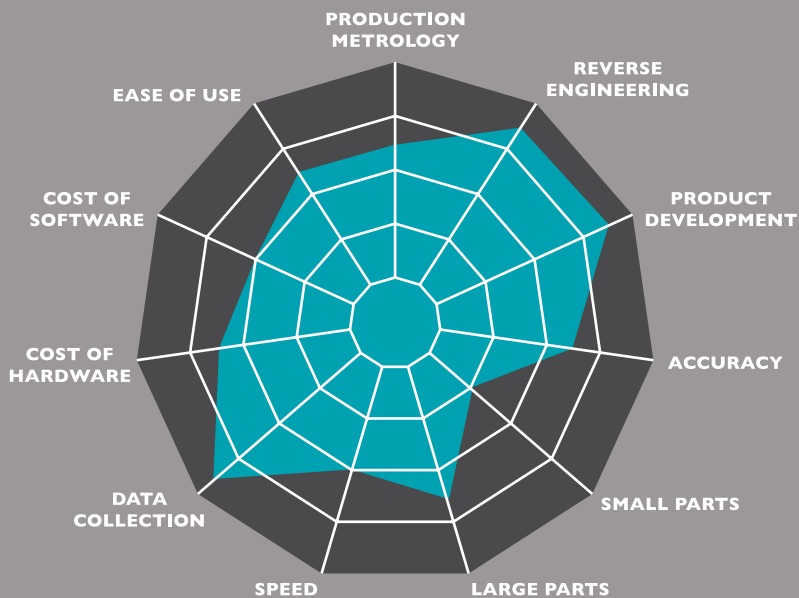 PRODUCTION
METROLOGY
REVERSE
ENGINEERING
EASE OF USE
PRODUCT
DEVELOPMENT
COST OF
SOFTWARE
ACCURACY
COST OF
HARDWARE
SMALL PARTS
DATA
COLLECTION
LARGE PARTS
SPEED